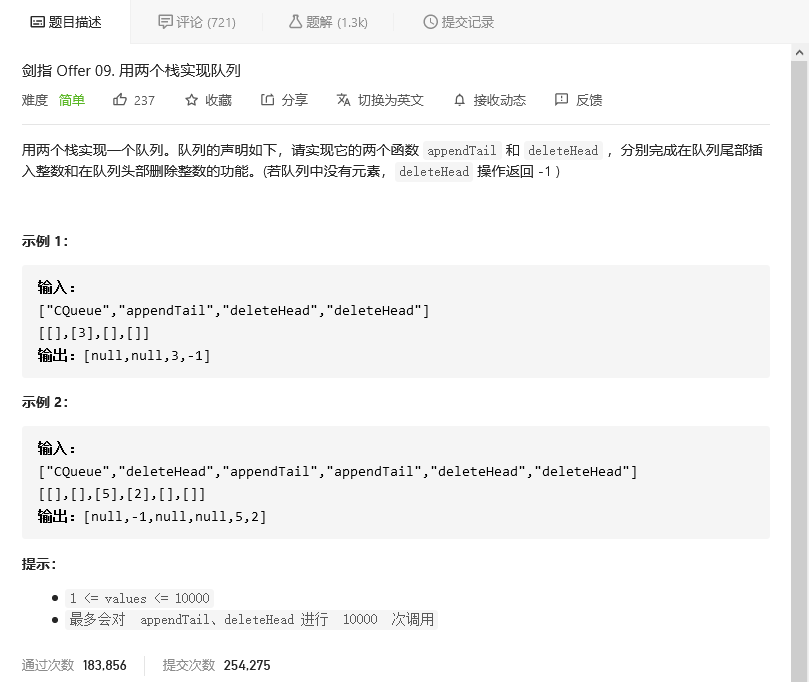 题目描述 评论 (721) 题解 (1.3k) 提交记录
剑指 Offer 09. 用两个栈实现队列
难度 简单 237 收藏 分享 切换为英文 接收动态 反馈
用两个栈实现一个队列。队列的声明如下，请实现它的两个函数 appendTail 和 deleteHead ，分别完成在队列尾部插
入整数和在队列头部删除整数的功能。(若队列中没有元素，deleteHead 操作返回 -1 )
示例 1：
输入：
["CQueue","appendTail","deleteHead","deleteHead"]
[[],[3],[],[]]
输出：[null,null,3,-1]
示例 2：
输入：
["CQueue","deleteHead","appendTail","appendTail","deleteHead","deleteHead"]
[[],[],[5],[2],[],[]]
输出：[null,-1,null,null,5,2]
提示：
1 <= values <= 10000
最多会对 appendTail、deleteHead 进行 10000 次调用
通过次数 183,856 提交次数 254,275